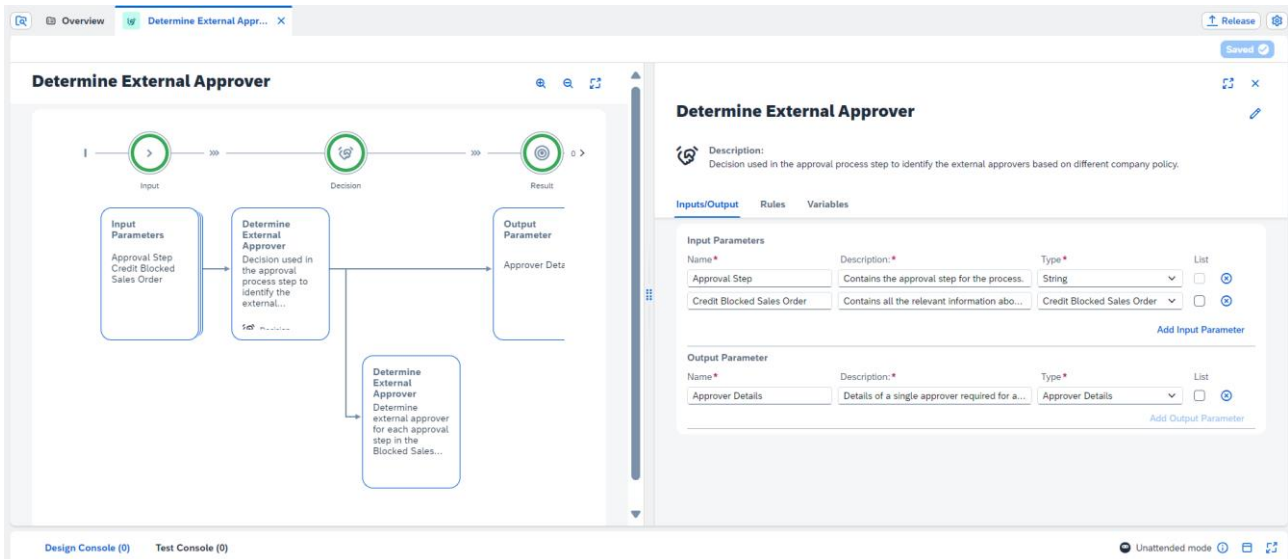 Overview
Determine External Appr...
Release
Saved
Determine External Approver
Input
Decision
Result
0
Input
Parameters
Approval Step
Credit Blocked
Sales Order
Determine
External
Approver
Decision used in
the approval
process step to
identify the
external...
Output
Parameter
Approver Deta
Determine
External
Approver
Determine
external approver
for each approval
step in the
Blocked Sales...
Determine External Approver
Description:
Decision used in the approval process step to identify the external approvers based on different company policy.
Inputs/Output Rules Variables
Input Parameters
Name* Description:* Type* List
Approval Step Contains the approval step for the process. String
Credit Blocked Sales Order Contains all the relevant information abo... Credit Blocked Sales Order
Add Input Parameter
Output Parameter
Name* Description:* Type* List
Approver Details Details of a single approver required for a... Approver Details
Add Output Parameter
Design Console (0) Test Console (0)
Unattended mode